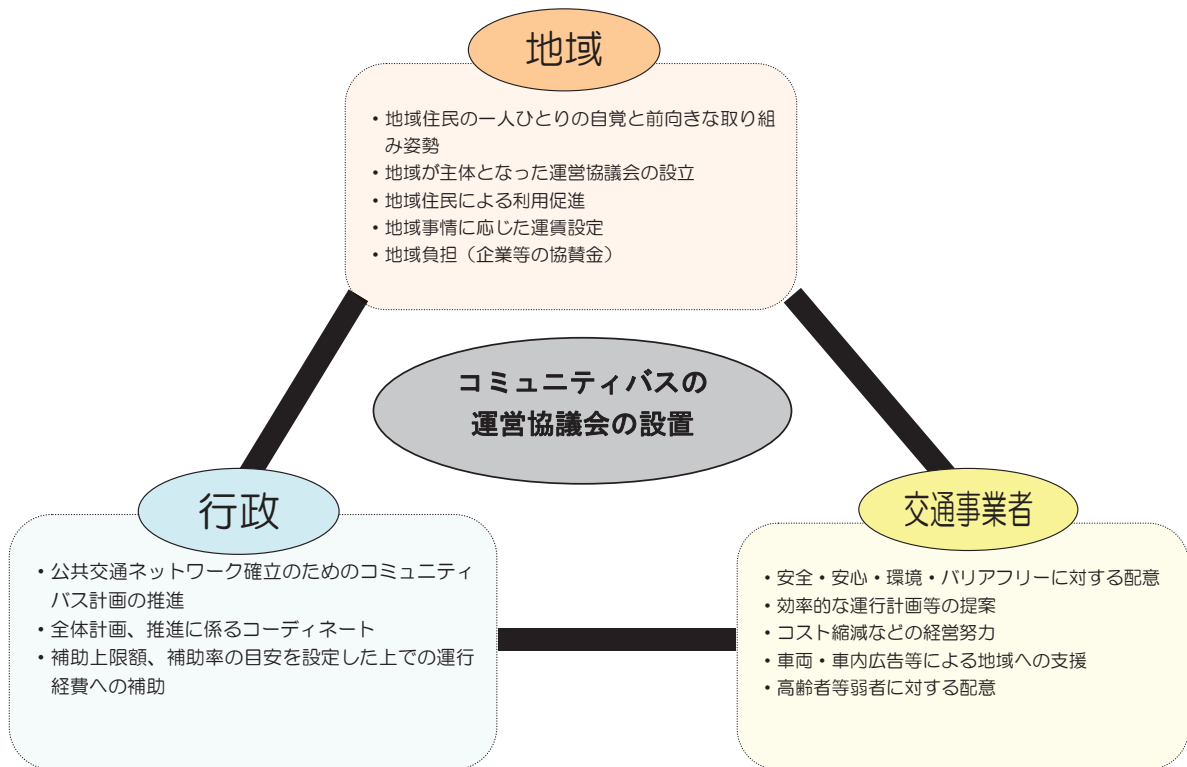 地域
・地域住民の一人ひとりの自覚と前向きな取り組
み姿勢
・地域が主体となった運営協議会の設立
・地域住民による利用促進
・地域事情に応じた運賃設定
・地域負担（企業等の協賛金）
コミュニティバスの
運営協議会の設置
行政
・公共交通ネットワーク確立のためのコミュニティ
バス計画の推進
・全体計画、推進に係るコーディネート
・補助上限額、補助率の目安を設定した上での運行
経費への補助
交通事業者
・安全・安心・環境・バリアフリーに対する配意
・効率的な運行計画等の提案
・コスト縮減などの経営努力
・車両・車内広告等による地域への支援
・高齢者等弱者に対する配意